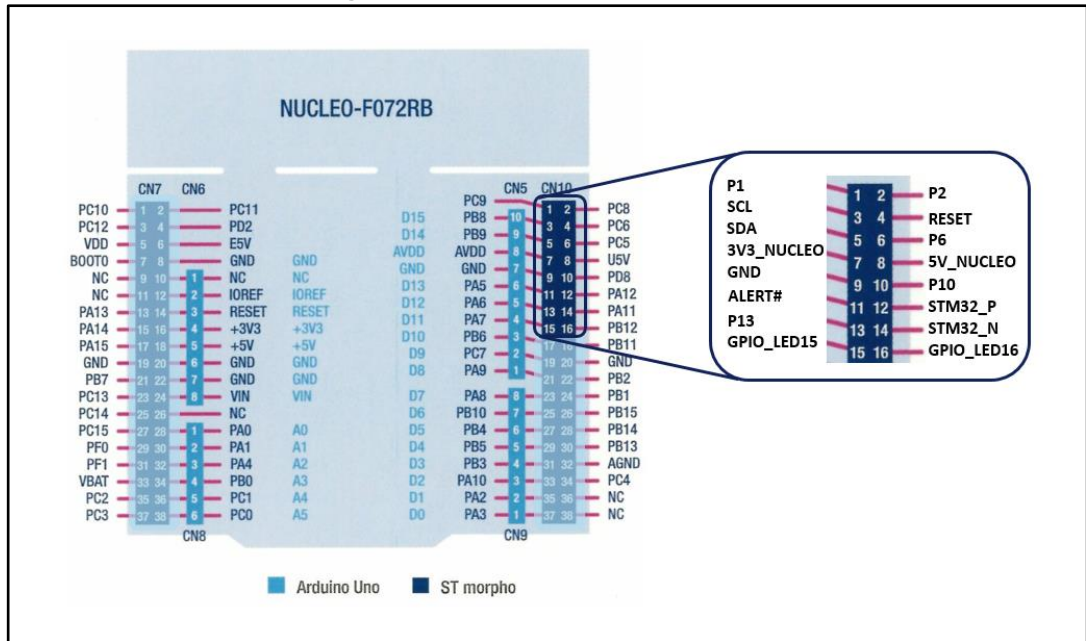 NUCLEO-F072RB
CN7 CN6
PC10 1 2 PC11
PC12 3 4 PD2
VDD 5 6 E5V
BOOT0 7 8 GND GND
NC 9 10 1 NC NC
NC 11 12 2 IOREF IOREF
PA13 13 14 3 RESET RESET
PA14 15 16 4 +3V3 +3V3
PA15 17 18 5 +5V +5V
GND 19 20 6 GND GND
PB7 21 22 7 GND GND
PC13 23 24 8 VIN VIN
PC14 25 26 NC
PC15 27 28 1 PA0 A0
PF0 29 30 2 PA1 A1
PF1 31 32 3 PA4 A2
VBAT 33 34 4 PB0 A3
PC2 35 36 5 PC1 A4
PC3 37 38 6 PC0 A5
CN8
CN5 CN10
PC9 1 2 PC8
D15 PB8 10 3 4 PC6
D14 PB9 9 5 6 PC5
AVDD AVDD 8 7 8 U5V
GND GND 7 9 10 PD8
D13 PA5 6 11 12 PA12
D12 PA6 5 13 14 PA11
D11 PA7 4 15 16 PB12
D10 PB6 3 17 18 PB11
D9 PC7 2 19 20 GND
D8 PA9 1 21 22 PB2
D7 PA8 8 23 24 PB1
D6 PB10 7 25 26 PB15
D5 PB4 6 27 28 PB14
D4 PB5 5 29 30 PB13
D3 PB3 4 31 32 AGND
D2 PA10 3 33 34 PC4
D1 PA2 2 35 36 NC
D0 PA3 1 37 38 NC
CN9
P1 1 2 P2
SCL 3 4 RESET
SDA 5 6 P6
3V3_NUCLEO 7 8 5V_NUCLEO
GND 9 10 P10
ALERT# 11 12 STM32_P
P13 13 14 STM32_N
GPIO_LED15 15 16 GPIO_LED16
Arduino Uno ST morpho